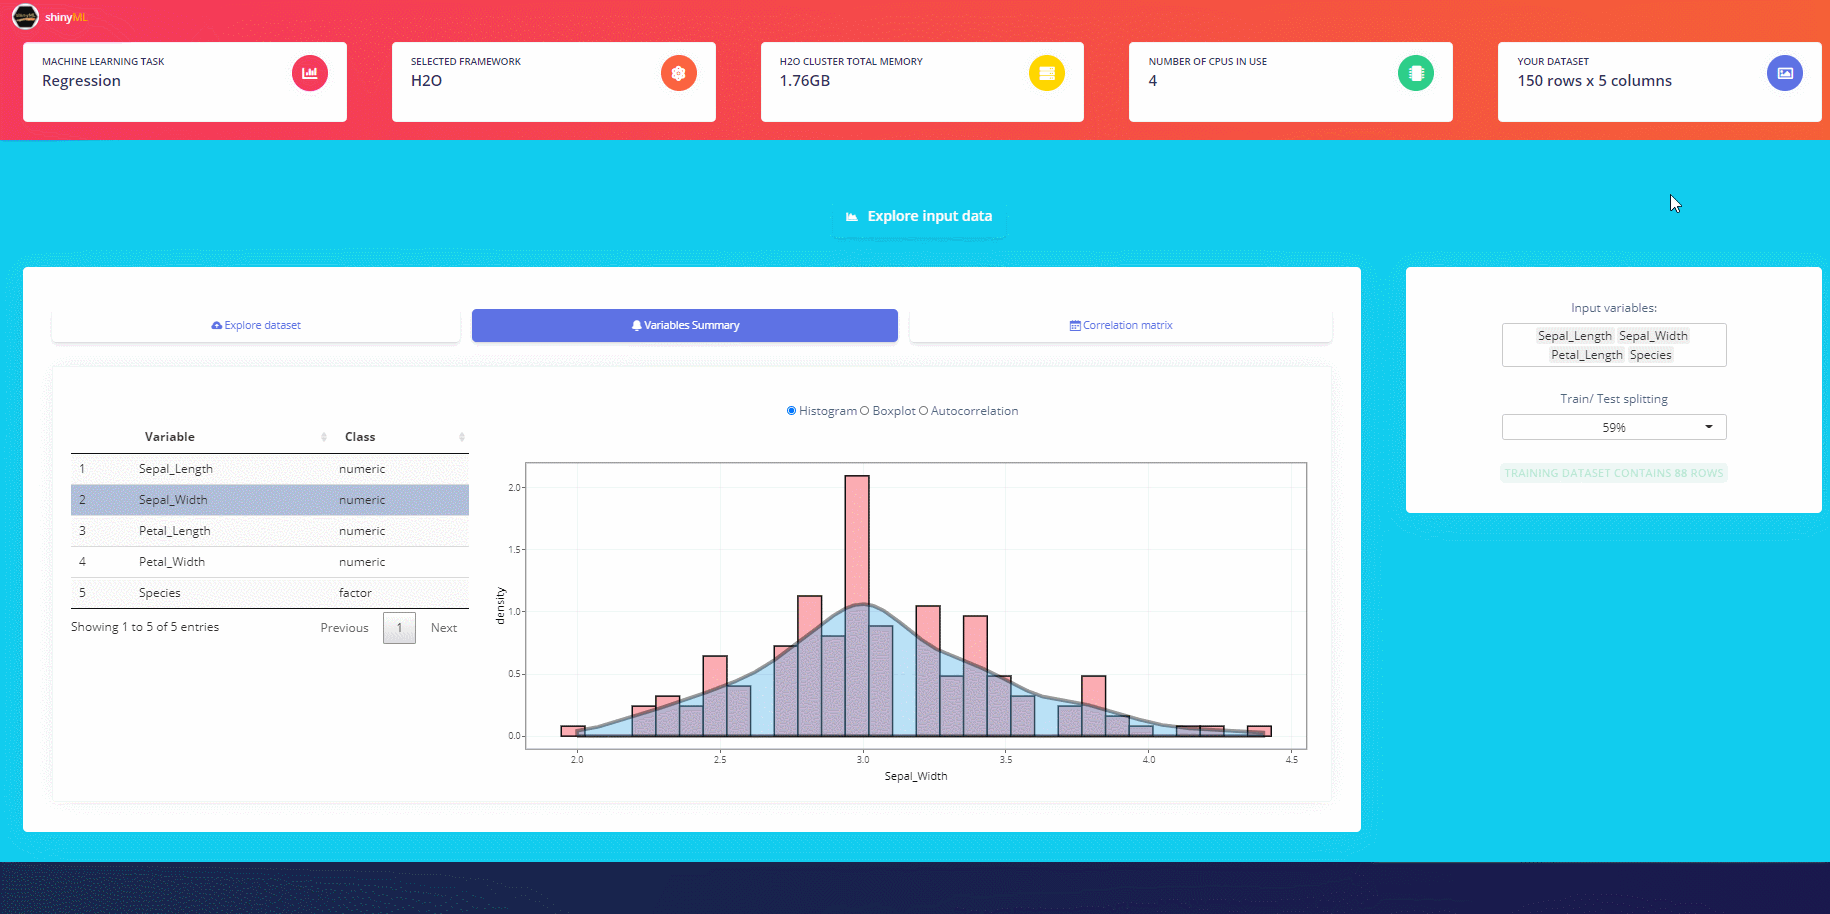 shinyML
MACHINE LEARNING TASK
Regression
SELECTED FRAMEWORK
H2O
H2O CLUSTER TOTAL MEMORY
1.76GB
NUMBER OF CPUS IN USE
4
YOUR DATASET
150 rows x 5 columns
Explore input data
Explore dataset
Variables Summary
Correlation matrix
Histogram Boxplot Autocorrelation
Variable Class
1 Sepal_Length numeric
2 Sepal_Width numeric
3 Petal_Length numeric
4 Petal_Width numeric
5 Species factor
Showing 1 to 5 of 5 entries
Previous 1 Next
density
2.0
1.5
1.0
0.5
0.0
2.0 2.5 3.0 3.5 4.0 4.5
Sepal_Width
Input variables:
Sepal_Length Sepal_Width
Petal_Length Species
Train/ Test splitting
59%
TRAINING DATASET CONTAINS 88 ROWS